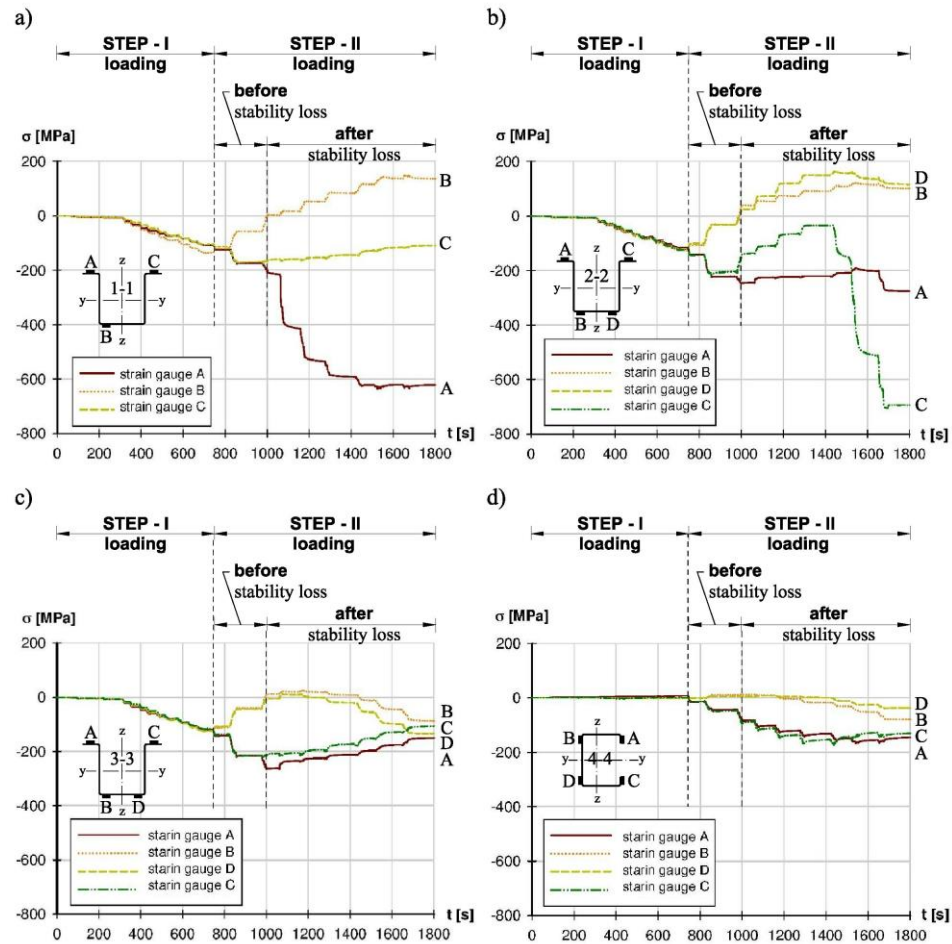 a)
STEP - I
loading
STEP - II
loading
before
stability loss
after
stability loss
σ [MPa]
200
0
-200
-400
-600
-800
0 200 400 600 800 1000 1200 1400 1600 1800
t [s]
A C
z
1-1
y y
B z
strain gauge A
strain gauge B
strain gauge C
B
C
A
b)
STEP - I
loading
STEP - II
loading
before
stability loss
after
stability loss
σ [MPa]
200
0
-200
-400
-600
-800
0 200 400 600 800 1000 1200 1400 1600 1800
t [s]
A C
z
2-2
y y
B D
z
starin gauge A
starin gauge B
starin gauge D
starin gauge C
D
B
A
C
c)
STEP - I
loading
STEP - II
loading
before
stability loss
after
stability loss
σ [MPa]
200
0
-200
-400
-600
-800
0 200 400 600 800 1000 1200 1400 1600 1800
t [s]
A C
z
3-3
y y
B D
z
starin gauge A
starin gauge B
starin gauge D
starin gauge C
B
C
D
A
d)
STEP - I
loading
STEP - II
loading
before
stability loss
after
stability loss
σ [MPa]
200
0
-200
-400
-600
-800
0 200 400 600 800 1000 1200 1400 1600 1800
t [s]
z
B A
y 4-4 y
D C
z
starin gauge A
starin gauge B
starin gauge D
starin gauge C
D
B
C
A